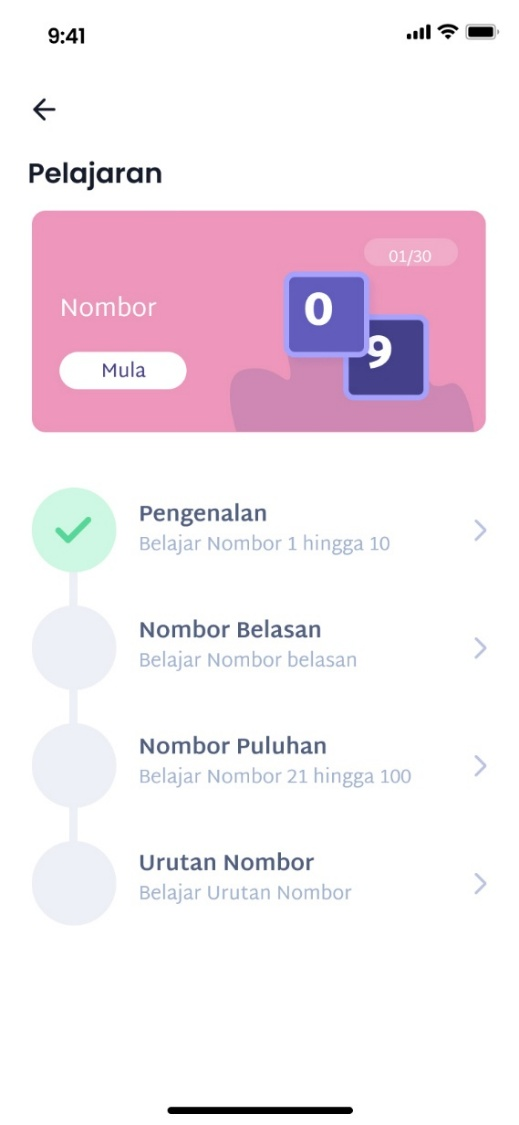 9:41
Pelajaran
01/30
Nombor
0
9
Mula
Pengenalan
Belajar Nombor 1 hingga 10
Nombor Belasan
Belajar Nombor belasan
Nombor Puluhan
Belajar Nombor 21 hingga 100
Urutan Nombor
Belajar Urutan Nombor